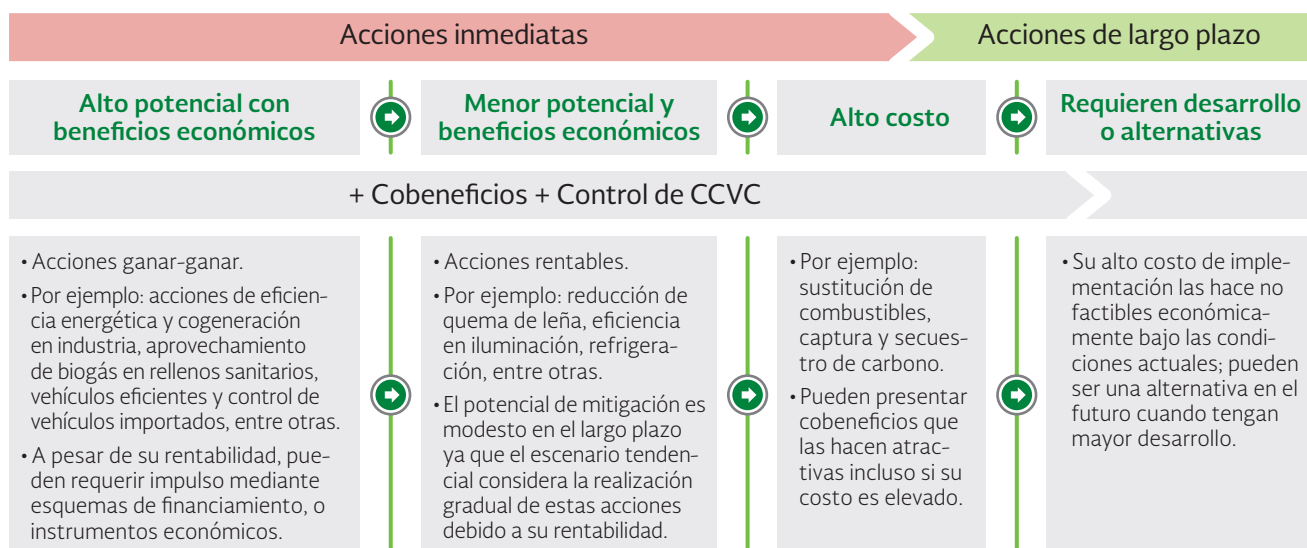 Acciones inmediatas
Acciones de largo plazo
Alto potencial con
beneficios económicos
Menor potencial y
beneficios económicos
Alto costo
Requieren desarrollo
o alternativas
+ Cobeneficios + Control de CCVC
• Acciones ganar-ganar.
• Por ejemplo: acciones de eficien-
cia energética y cogeneración
en industria, aprovechamiento
de biogás en rellenos sanitarios,
vehículos eficientes y control de
vehículos importados, entre otras.
• A pesar de su rentabilidad, pue-
den requerir impulso mediante
esquemas de financiamiento, o
instrumentos económicos.
• Acciones rentables.
• Por ejemplo: reducción de
quema de leña, eficiencia
en iluminación, refrigera-
ción, entre otras.
• El potencial de mitigación es
modesto en el largo plazo
ya que el escenario tenden-
cial considera la realización
gradual de estas acciones
debido a su rentabilidad.
• Por ejemplo:
sustitución de
combustibles,
captura y secues-
tro de carbono.
• Pueden presentar
cobeneficios que
las hacen atrac-
tivas incluso si su
costo es elevado.
• Su alto costo de imple-
mentación las hace no
factibles económica-
mente bajo las condi-
ciones actuales; pueden
ser una alternativa en el
futuro cuando tengan
mayor desarrollo.